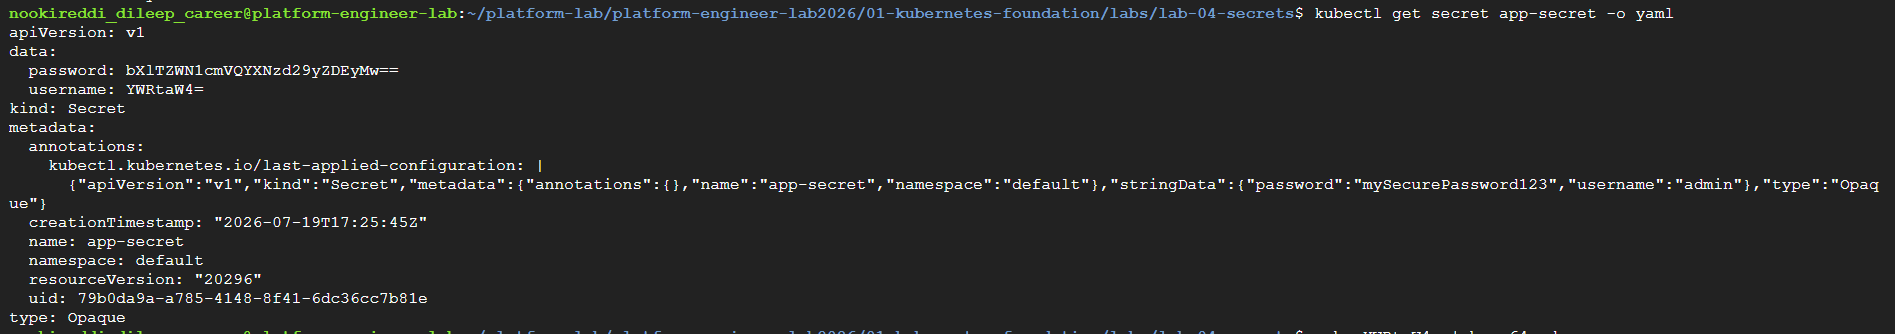 nookireddi_dileep_career@platform-engineer-lab:~/platform-lab/platform-engineer-lab2026/01-kubernetes-foundation/labs/lab-04-secrets$ kubectl get secret app-secret -o yaml
apiVersion: v1
data:
  password: bXlTZWN1cmVQYXNzd29yZDEyMw==
  username: YWRtaW4=
kind: Secret
metadata:
  annotations:
    kubectl.kubernetes.io/last-applied-configuration: |
      {"apiVersion":"v1","kind":"Secret","metadata":{"annotations":{},"name":"app-secret","namespace":"default"},"stringData":{"password":"mySecurePassword123","username":"admin"},"type":"Opaq
ue"}
  creationTimestamp: "2026-07-19T17:25:45Z"
  name: app-secret
  namespace: default
  resourceVersion: "20296"
  uid: 79b0da9a-a785-4148-8f41-6dc36cc7b81e
type: Opaque